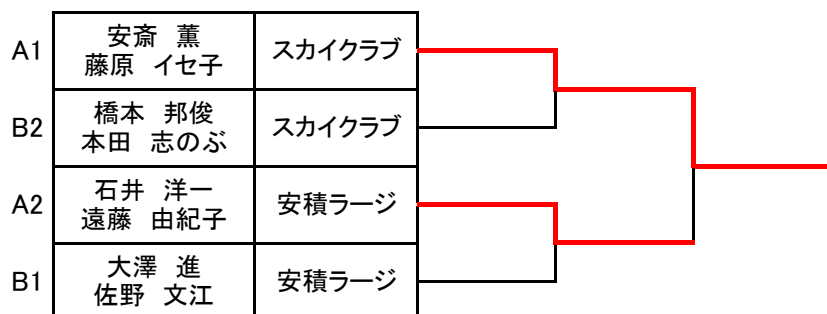 A1 安斎 薫 スカイクラブ
藤原 イセ子
B2 橋本 邦俊 スカイクラブ
本田 志のぶ
A2 石井 洋一 安積ラージ
遠藤 由紀子
B1 大澤 進 安積ラージ
佐野 文江